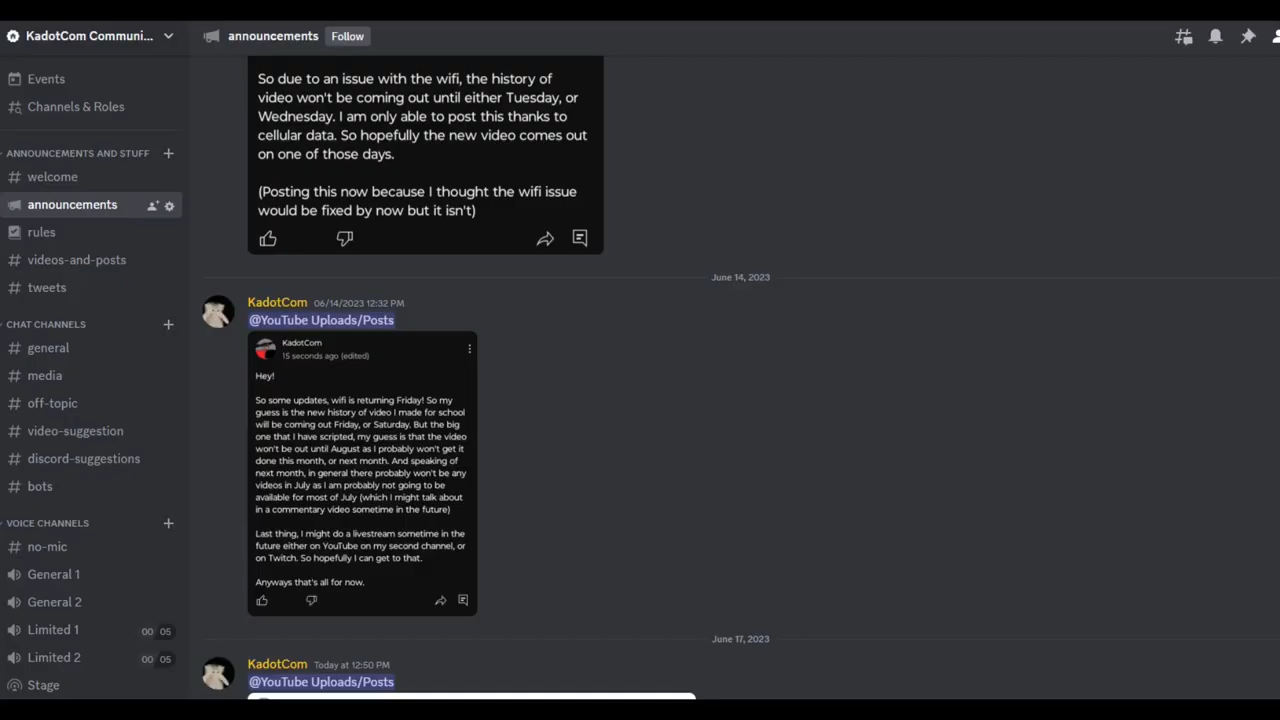 KadotCom Communi...
Events
Channels & Roles
ANNOUNCEMENTS AND STUFF
welcome
announcements
rules
videos-and-posts
tweets
CHAT CHANNELS
general
media
off-topic
video-suggestion
discord-suggestions
bots
VOICE CHANNELS
no-mic
General 1
General 2
Limited 1 00 05
Limited 2 00 05
Stage
announcements Follow
So due to an issue with the wifi, the history of
video won't be coming out until either Tuesday, or
Wednesday. I am only able to post this thanks to
cellular data. So hopefully the new video comes out
on one of those days.
(Posting this now because I thought the wifi issue
would be fixed by now but it isn't)
June 14, 2023
KadotCom 06/14/2023 12:32 PM
@YouTube Uploads/Posts
KadotCom
15 seconds ago (edited)
Hey!
So some updates, wifi is returning Friday! So my
guess is the new history of video I made for school
will be coming out Friday, or Saturday. But the big
one that I have scripted, my guess is that the video
won't be out until August as I probably won't get it
done this month, or next month. And speaking of
next month, in general there probably won't be any
videos in July as I am probably not going to be
available for most of July (which I might talk about
in a commentary video sometime in the future)
Last thing, I might do a livestream sometime in the
future either on YouTube on my second channel, or
on Twitch. So hopefully I can get to that.
Anyways that's all for now.
June 17, 2023
KadotCom Today at 12:50 PM
@YouTube Uploads/Posts